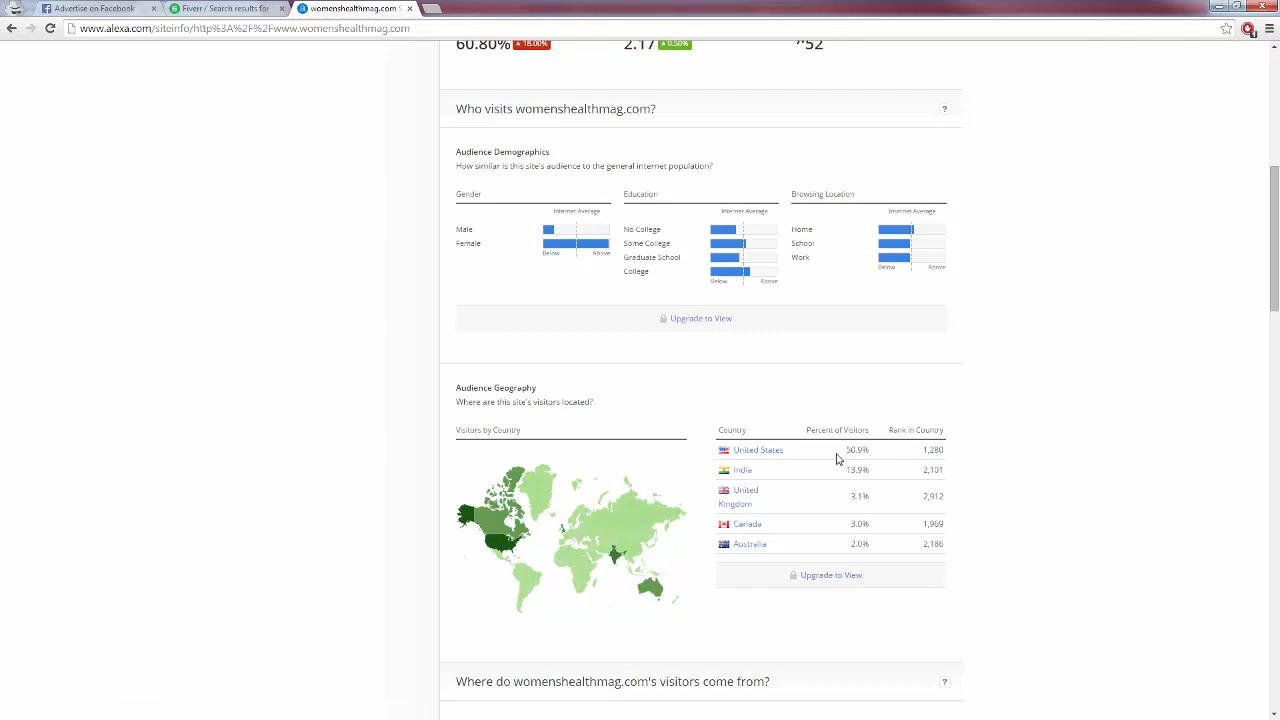 Advertise on Facebook
Fiverr / Search results for
womenshealthmag.com S
www.alexa.com/siteinfo/http%3A%2F%2Fwww.womenshealthmag.com
60.80% 18.00% 2.17 0.50% 52
Who visits womenshealthmag.com? ?
Audience Demographics
How similar is this site's audience to the general internet population?
Gender
Internet Average
Male
Female
Below Above
Education
Internet Average
No College
Some College
Graduate School
College
Below Above
Browsing Location
Internet Average
Home
School
Work
Below Above
Upgrade to View
Audience Geography
Where are this site's visitors located?
Visitors by Country
Country Percent of Visitors Rank in Country
United States 50.9% 1,280
India 13.9% 2,101
United
Kingdom 3.1% 2,912
Canada 3.0% 1,969
Australia 2.0% 2,186
Upgrade to View
Where do womenshealthmag.com's visitors come from? ?